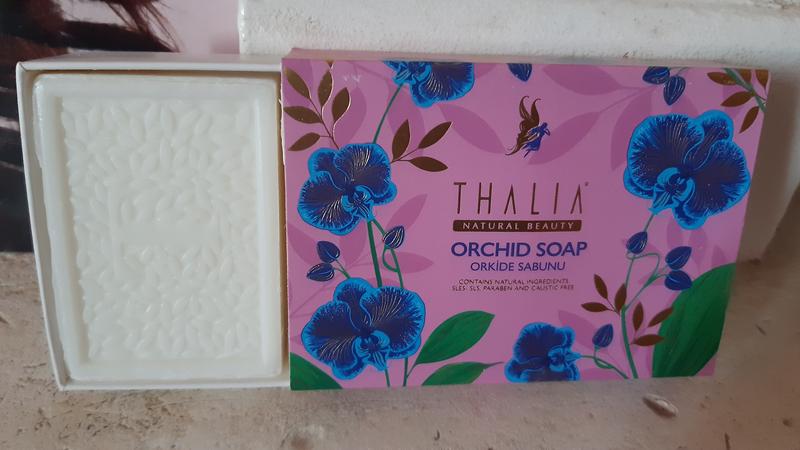 THALIA
NATURAL BEAUTY
ORCHID SOAP
ORKİDE SABUNU
CONTAINS NATURAL INGREDIENTS.
SLES, SLS, PARABEN AND CAUSTIC FREE